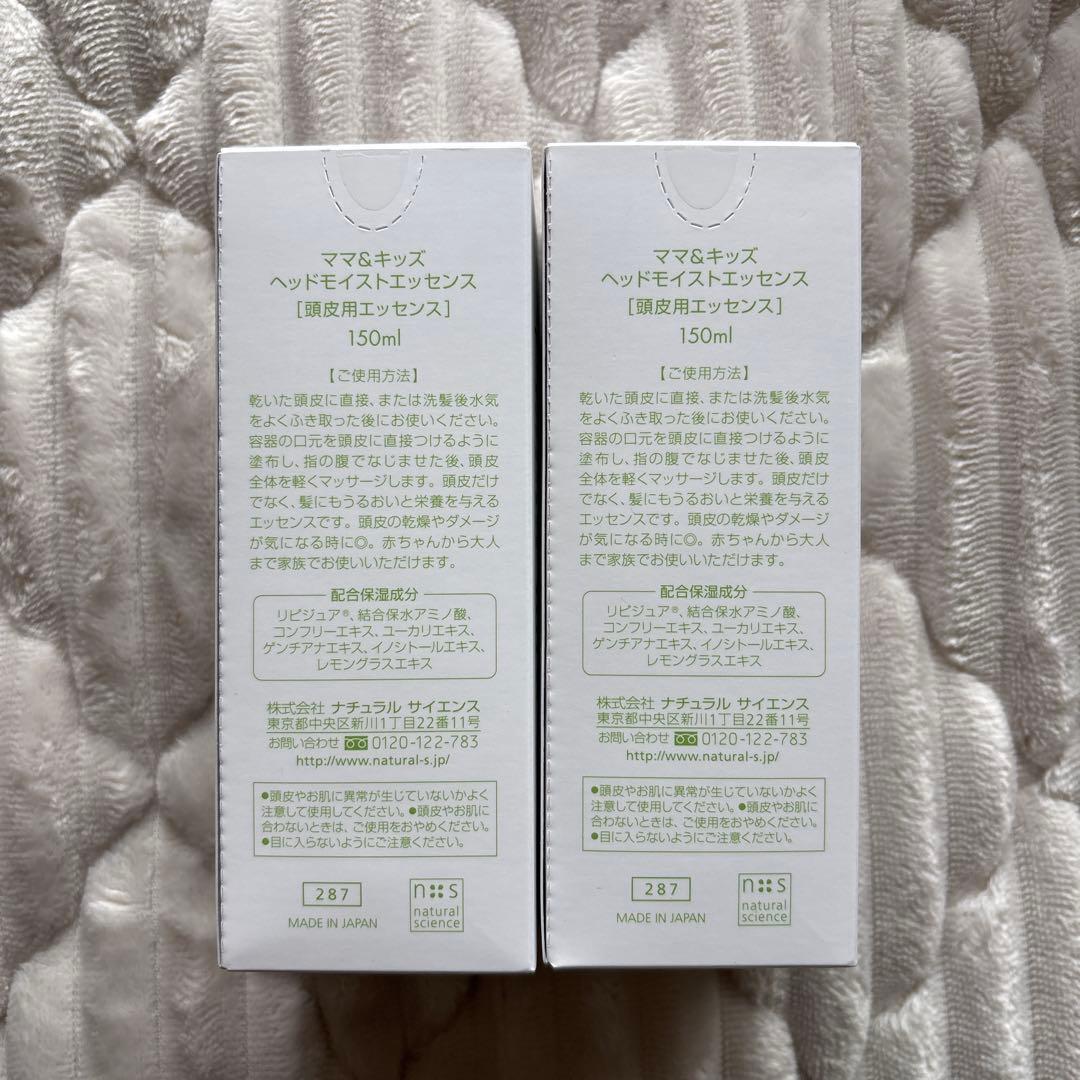 ママ&キッズ
ヘッドモイストエッセンス
[頭皮用エッセンス]
150ml
【ご使用方法】
乾いた頭皮に直接、または洗髪後水気
をよくふき取った後にお使いください。
容器の口元を頭皮に直接つけるように
塗布し、指の腹でなじませた後、頭皮
全体を軽くマッサージします。頭皮だけ
でなく、髪にもうるおいと栄養を与える
エッセンスです。頭皮の乾燥やダメージ
が気になる時に◎。赤ちゃんから大人
まで家族でお使いいただけます。
配合保湿成分
リピジュア®、結合保水アミノ酸、
コンフリーエキス、ユーカリエキス、
ゲンチアナエキス、イノシトールエキス、
レモングラスエキス
株式会社 ナチュラル サイエンス
東京都中央区新川1丁目22番11号
お問い合わせ 0120-122-783
http://www.natural-s.jp/
●頭皮やお肌に異常が生じていないかよく
注意して使用してください。●頭皮やお肌に
合わないときは、ご使用をおやめください。
●目に入らないようにご注意ください。
287
MADE IN JAPAN
n s
natural
science
ママ&キッズ
ヘッドモイストエッセンス
[頭皮用エッセンス]
150ml
【ご使用方法】
乾いた頭皮に直接、または洗髪後水気
をよくふき取った後にお使いください。
容器の口元を頭皮に直接つけるように
塗布し、指の腹でなじませた後、頭皮
全体を軽くマッサージします。頭皮だけ
でなく、髪にもうるおいと栄養を与える
エッセンスです。頭皮の乾燥やダメージ
が気になる時に◎。赤ちゃんから大人
まで家族でお使いいただけます。
配合保湿成分
リピジュア®、結合保水アミノ酸、
コンフリーエキス、ユーカリエキス、
ゲンチアナエキス、イノシトールエキス、
レモングラスエキス
株式会社 ナチュラル サイエンス
東京都中央区新川1丁目22番11号
お問い合わせ 0120-122-783
http://www.natural-s.jp/
●頭皮やお肌に異常が生じていないかよく
注意して使用してください。●頭皮やお肌に
合わないときは、ご使用をおやめください。
●目に入らないようにご注意ください。
287
MADE IN JAPAN
n s
natural
science